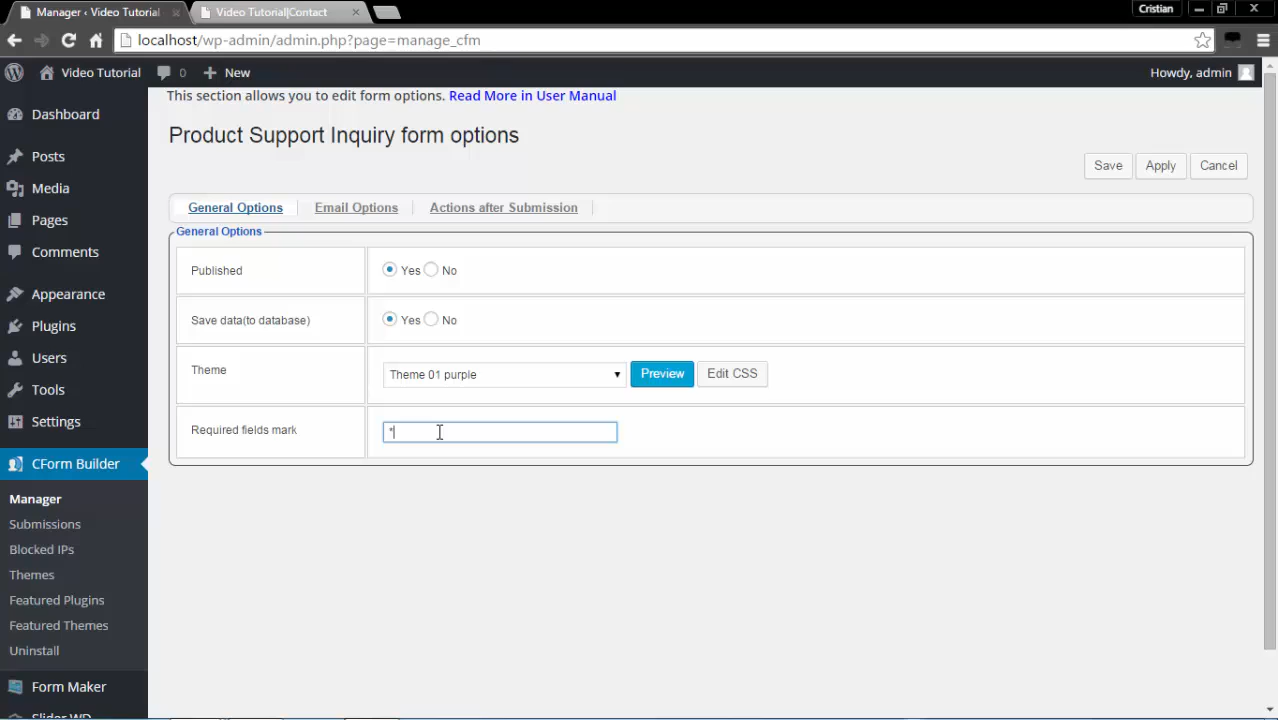 Manager ‹ Video Tutorial
Video Tutorial|Contact
Cristian
localhost/wp-admin/admin.php?page=manage_cfm
Video Tutorial
0
New
Howdy, admin
Dashboard
Posts
Media
Pages
Comments
Appearance
Plugins
Users
Tools
Settings
CForm Builder
Manager
Submissions
Blocked IPs
Themes
Featured Plugins
Featured Themes
Uninstall
Form Maker
Slider WD
This section allows you to edit form options. Read More in User Manual
Product Support Inquiry form options
Save
Apply
Cancel
General Options
Email Options
Actions after Submission
General Options
Published
Yes
No
Save data(to database)
Yes
No
Theme
Theme 01 purple
Preview
Edit CSS
Required fields mark
*